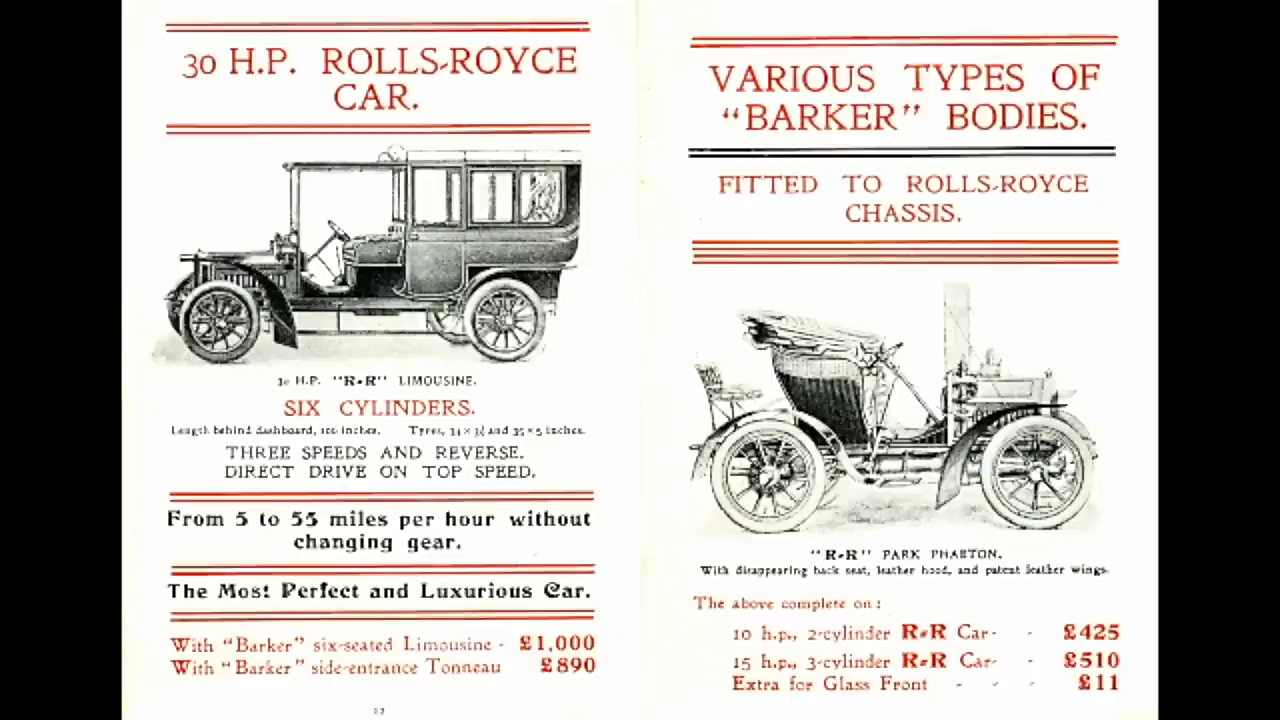 30 H.P. ROLLS-ROYCE
CAR.
30 H.P. "R-R" LIMOUSINE.
SIX CYLINDERS.
Length behind dashboard, 100 inches. Tyres, 34 × 3½ and 35 × 5 inches.
THREE SPEEDS AND REVERSE.
DIRECT DRIVE ON TOP SPEED.
From 5 to 55 miles per hour without
changing gear.
The Most Perfect and Luxurious Car.
With "Barker" six-seated Limousine - £1,000
With "Barker" side-entrance Tonneau £890
VARIOUS TYPES OF
"BARKER" BODIES.
FITTED TO ROLLS-ROYCE
CHASSIS.
"R-R" PARK PHAETON.
With disappearing back seat, leather hood, and patent leather wings.
The above complete on:
10 h.p., 2-cylinder R-R Car- - £425
15 h.p., 3-cylinder R-R Car- - £510
Extra for Glass Front - - - £11